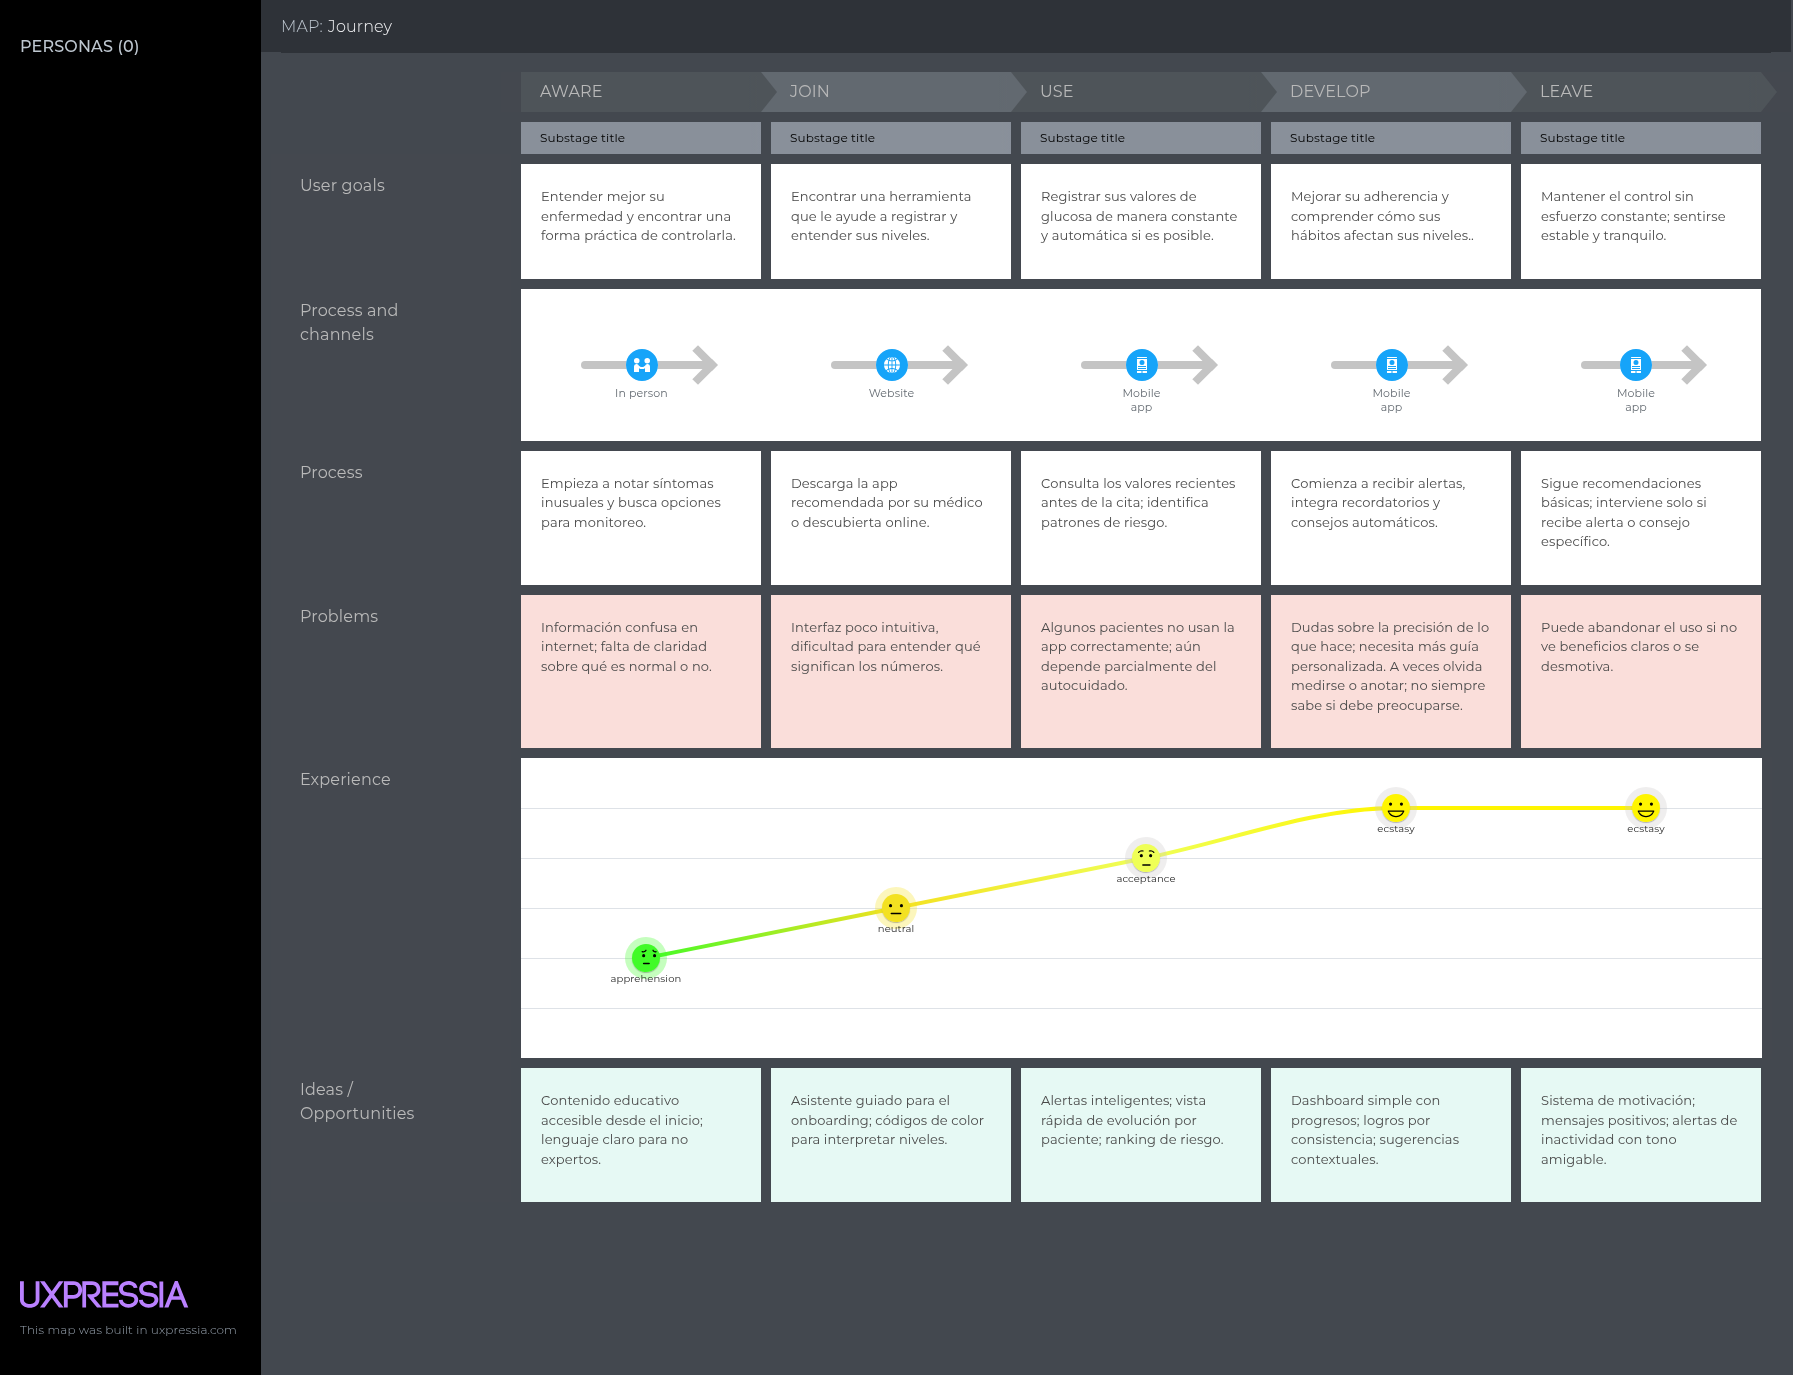 PERSONAS (0)
MAP: Journey
AWARE
JOIN
USE
DEVELOP
LEAVE
Substage title
Substage title
Substage title
Substage title
Substage title
User goals
Entender mejor su
enfermedad y encontrar una
forma práctica de controlarla.
Encontrar una herramienta
que le ayude a registrar y
entender sus niveles.
Registrar sus valores de
glucosa de manera constante
y automática si es posible.
Mejorar su adherencia y
comprender cómo sus
hábitos afectan sus niveles..
Mantener el control sin
esfuerzo constante; sentirse
estable y tranquilo.
Process and
channels
In person
Website
Mobile
app
Mobile
app
Mobile
app
Process
Empieza a notar síntomas
inusuales y busca opciones
para monitoreo.
Descarga la app
recomendada por su médico
o descubierta online.
Consulta los valores recientes
antes de la cita; identifica
patrones de riesgo.
Comienza a recibir alertas,
integra recordatorios y
consejos automáticos.
Sigue recomendaciones
básicas; interviene solo si
recibe alerta o consejo
específico.
Problems
Información confusa en
internet; falta de claridad
sobre qué es normal o no.
Interfaz poco intuitiva,
dificultad para entender qué
significan los números.
Algunos pacientes no usan la
app correctamente; aún
depende parcialmente del
autocuidado.
Dudas sobre la precisión de lo
que hace; necesita más guía
personalizada. A veces olvida
medirse o anotar; no siempre
sabe si debe preocuparse.
Puede abandonar el uso si no
ve beneficios claros o se
desmotiva.
Experience
ecstasy
ecstasy
acceptance
neutral
apprehension
Ideas /
Opportunities
Contenido educativo
accesible desde el inicio;
lenguaje claro para no
expertos.
Asistente guiado para el
onboarding; códigos de color
para interpretar niveles.
Alertas inteligentes; vista
rápida de evolución por
paciente; ranking de riesgo.
Dashboard simple con
progresos; logros por
consistencia; sugerencias
contextuales.
Sistema de motivación;
mensajes positivos; alertas de
inactividad con tono
amigable.
UXPRESSIA
This map was built in uxpressia.com